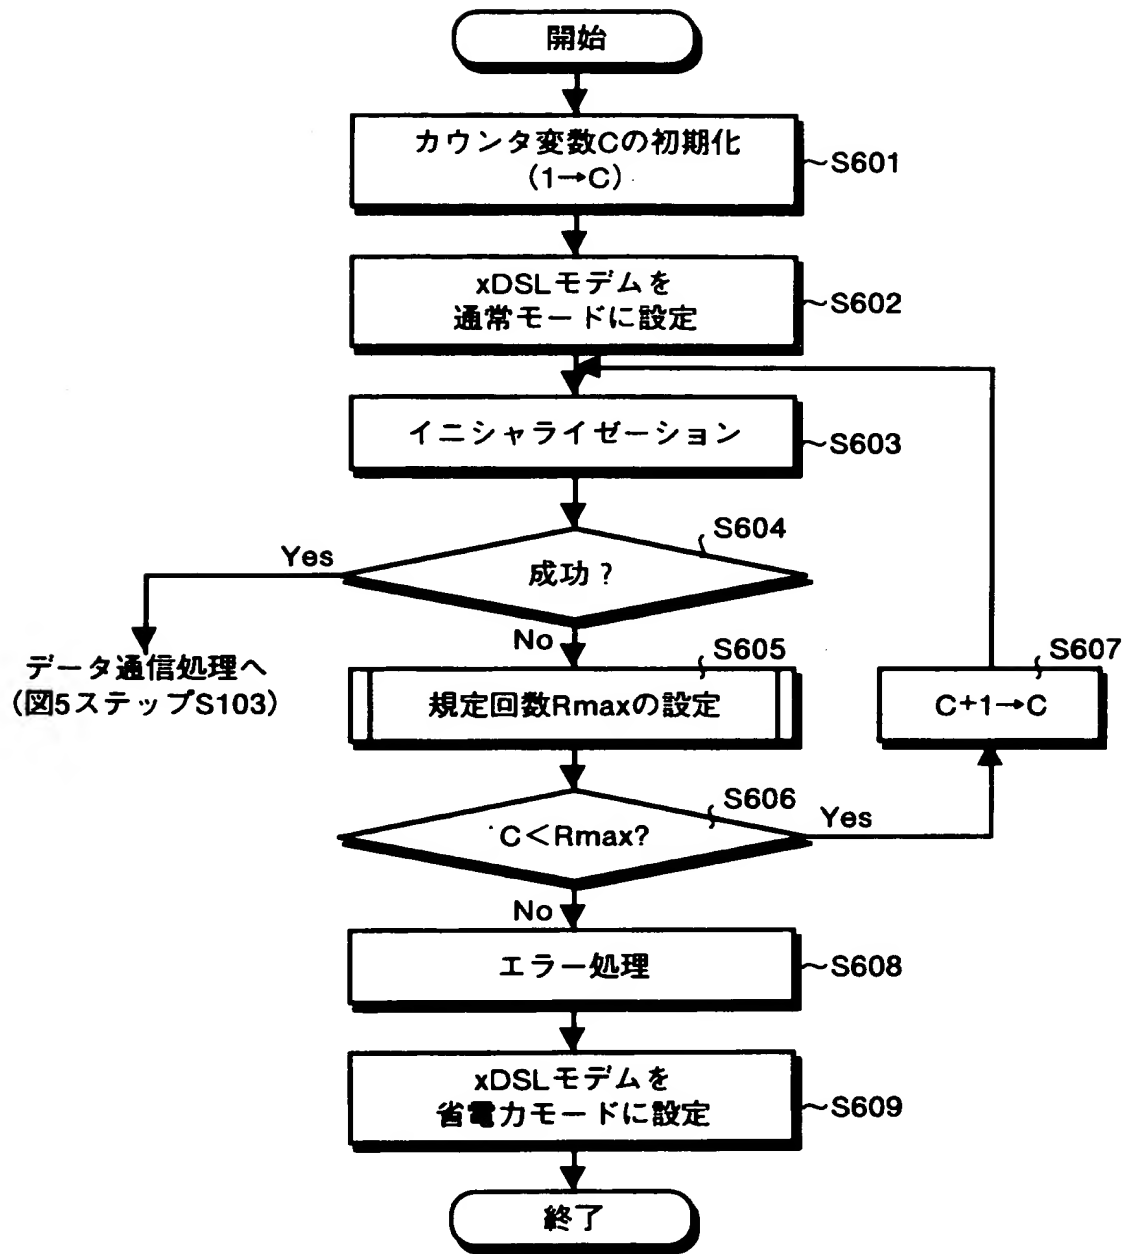 開始
カウンタ変数Cの初期化
(1→C)
~S601
xDSLモデムを
通常モードに設定
~S602
イニシャライゼーション
~S603
S604
Yes
成功?
No
データ通信処理へ
(図5ステップS103)
S605
規定回数Rmaxの設定
S607
C+1→C
S606
C<Rmax?
Yes
No
エラー処理
~S608
xDSLモデムを
省電力モードに設定
~S609
終了